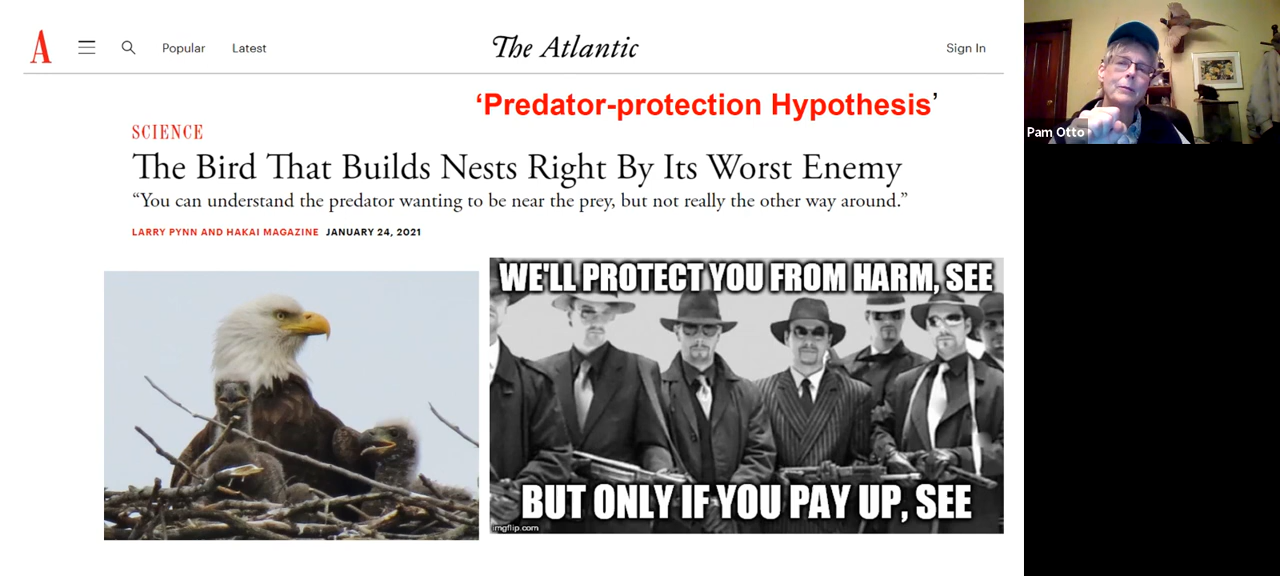 A
Popular
Latest
The Atlantic
Sign In
‘Predator-protection Hypothesis’
SCIENCE
The Bird That Builds Nests Right By Its Worst Enemy
“You can understand the predator wanting to be near the prey, but not really the other way around.”
LARRY PYNN AND HAKAI MAGAZINE JANUARY 24, 2021
WE'LL PROTECT YOU FROM HARM, SEE
BUT ONLY IF YOU PAY UP, SEE
imgflip.com
Pam Otto